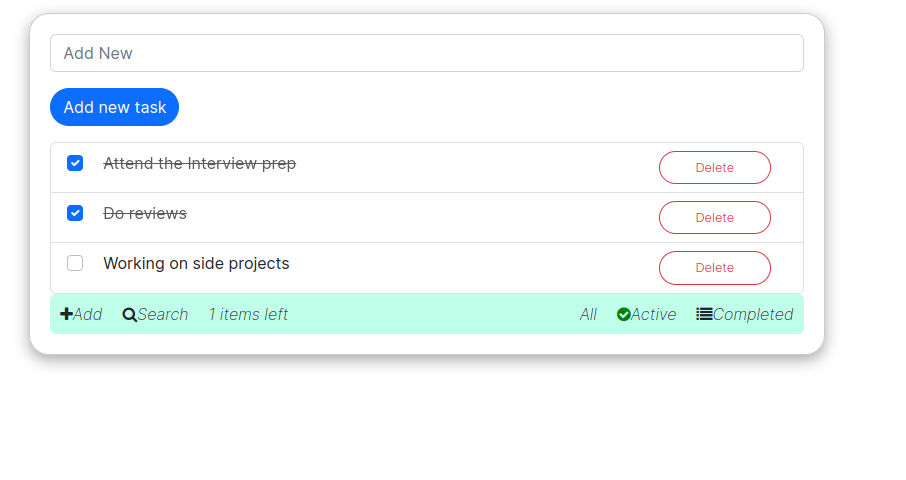 Add New
Add new task
Attend the Interview prep Delete
Do reviews Delete
Working on side projects Delete
Add Search 1 items left All Active Completed